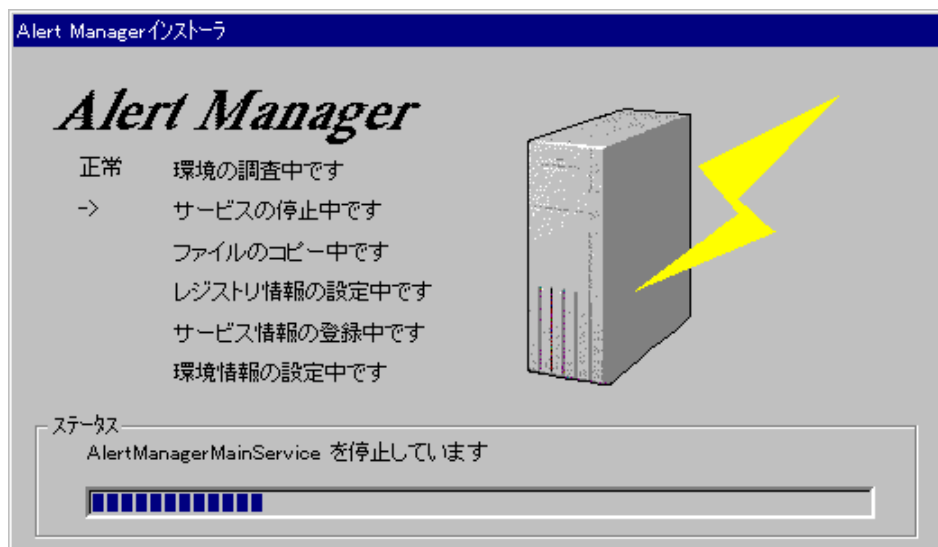 Alert Managerインストーラ
Alert Manager
正常 環境の調査中です
-> サービスの停止中です
ファイルのコピー中です
レジストリ情報の設定中です
サービス情報の登録中です
環境情報の設定中です
ステータス
AlertManagerMainService を停止しています